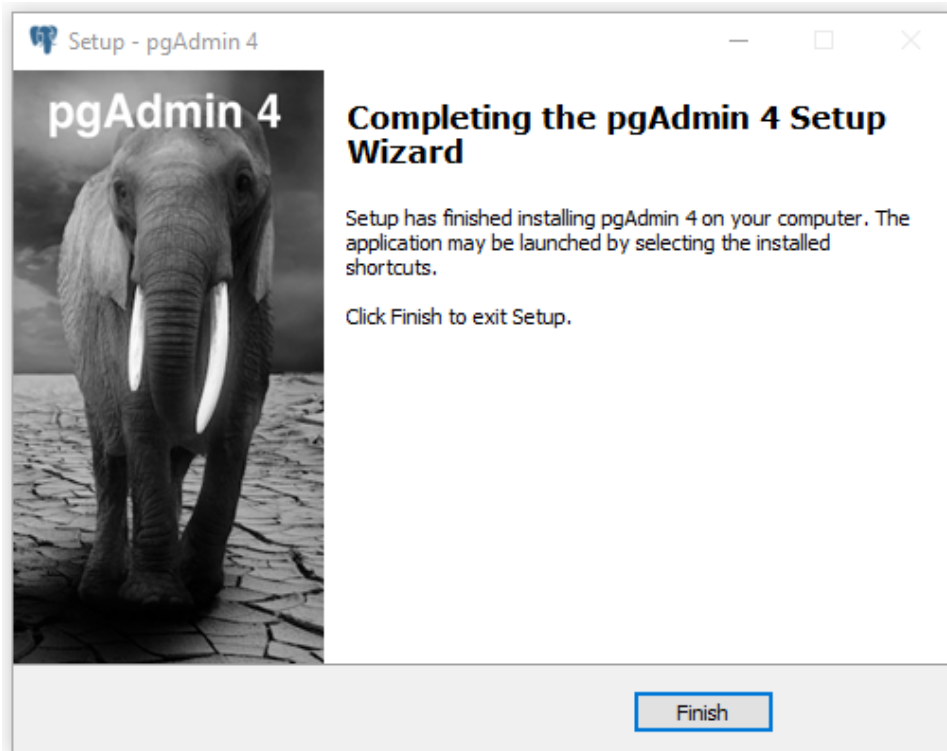 Setup - pgAdmin 4
pgAdmin 4
Completing the pgAdmin 4 Setup
Wizard
Setup has finished installing pgAdmin 4 on your computer. The
application may be launched by selecting the installed
shortcuts.
Click Finish to exit Setup.
Finish